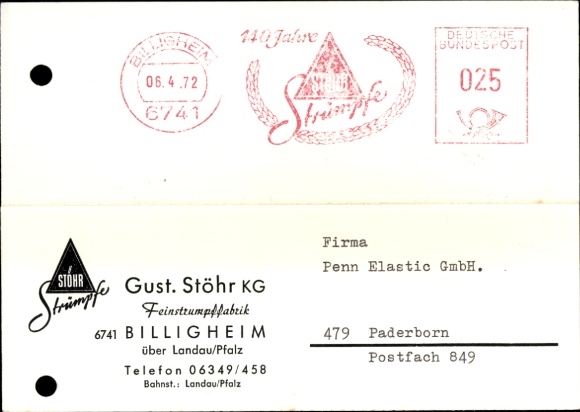 BILLIGHEIM
06.4.72
6741
140 Jahre
Strümpfe
DEUTSCHE
BUNDESPOST
025
STÖHR
Strümpfe
Gust. Stöhr KG
Feinstrumpffabrik
6741 BILLIGHEIM
über Landau/Pfalz
Telefon 06349/458
Bahnst.: Landau/Pfalz
Firma
Penn Elastic GmbH.
479 Paderborn
Postfach 849